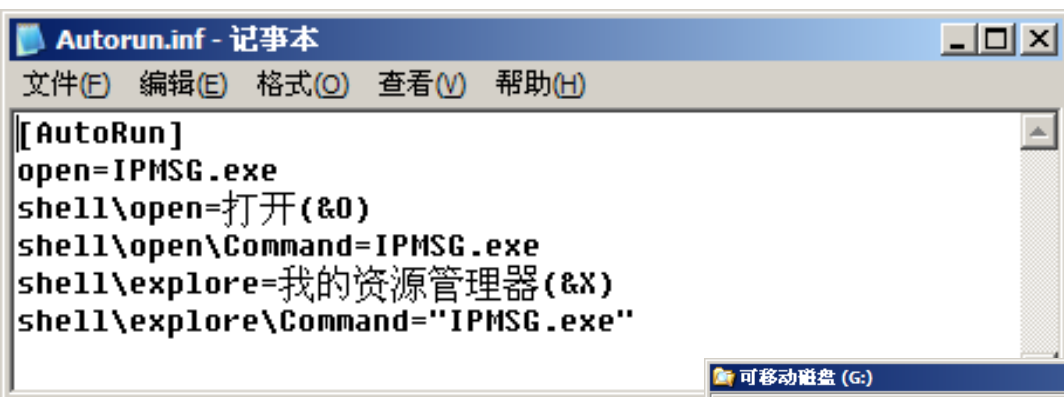 Autorun.inf - 记事本
文件(F) 编辑(E) 格式(O) 查看(V) 帮助(H)
[AutoRun]
open=IPMSG.exe
shell\open=打开(&O)
shell\open\Command=IPMSG.exe
shell\explore=我的资源管理器(&X)
shell\explore\Command="IPMSG.exe"
可移动磁盘 (G:)